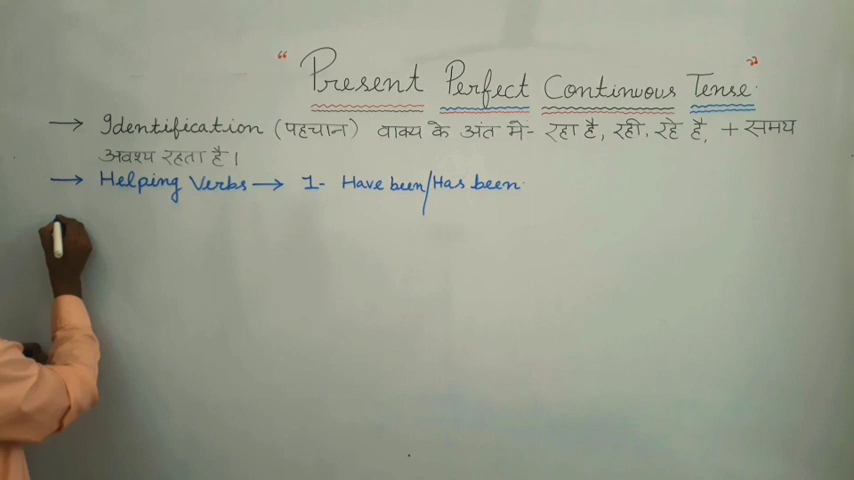 " Present Perfect Continuous Tense. "
→ Identification (पहचान) वाक्य के अंत मे- रहा है, रही, रहे है, + समय
अवश्य रहता है।
→ Helping Verbs → 1- Have been/Has been.